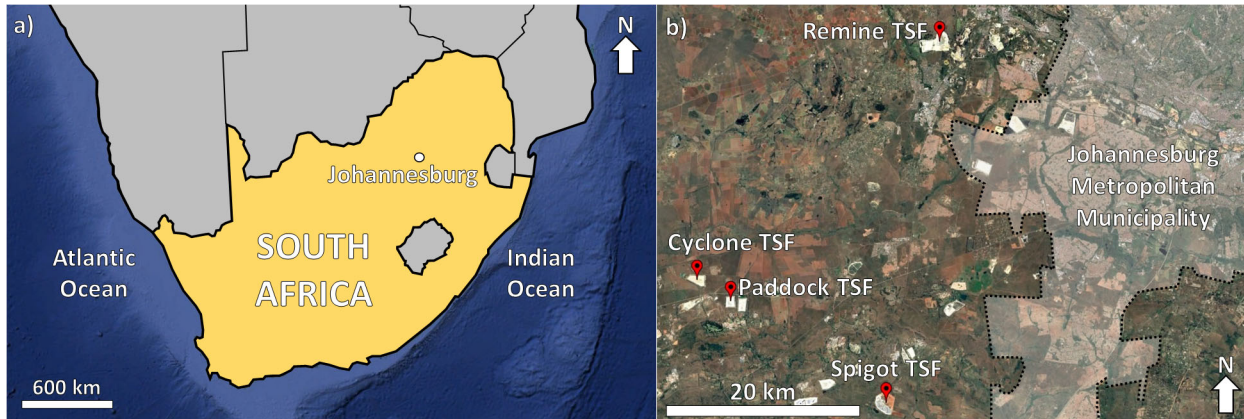 a)
N
Johannesburg
SOUTH
AFRICA
Atlantic
Ocean
Indian
Ocean
600 km
b)
Remine TSF
Johannesburg
Metropolitan
Municipality
Cyclone TSF
Paddock TSF
Spigot TSF
20 km
N